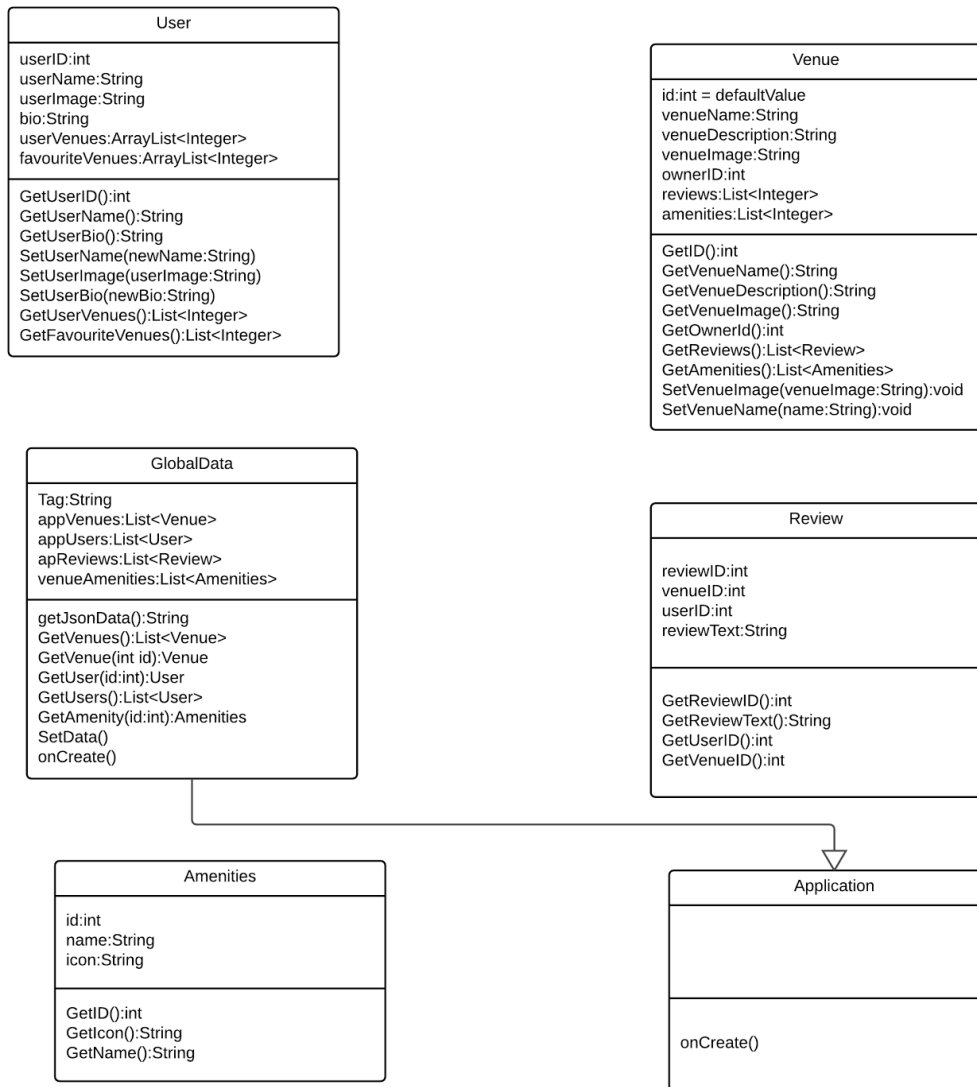 User
userID:int
userName:String
userImage:String
bio:String
userVenues:ArrayList<Integer>
favouriteVenues:ArrayList<Integer>
GetUserID():int
GetUserName():String
GetUserBio():String
SetUserName(newName:String)
SetUserImage(userImage:String)
SetUserBio(newBio:String)
GetUserVenues():List<Integer>
GetFavouriteVenues():List<Integer>
Venue
id:int = defaultValue
venueName:String
venueDescription:String
venueImage:String
ownerID:int
reviews:List<Integer>
amenities:List<Integer>
GetID():int
GetVenueName():String
GetVenueDescription():String
GetVenueImage():String
GetOwnerId():int
GetReviews():List<Review>
GetAmenities():List<Amenities>
SetVenueImage(venueImage:String):void
SetVenueName(name:String):void
GlobalData
Tag:String
appVenues:List<Venue>
appUsers:List<User>
apReviews:List<Review>
venueAmenities:List<Amenities>
getJsonData():String
GetVenues():List<Venue>
GetVenue(int id):Venue
GetUser(id:int):User
GetUsers():List<User>
GetAmenity(id:int):Amenities
SetData()
onCreate()
Review
reviewID:int
venueID:int
userID:int
reviewText:String
GetReviewID():int
GetReviewText():String
GetUserID():int
GetVenueID():int
Amenities
id:int
name:String
icon:String
GetID():int
GetIcon():String
GetName():String
Application
onCreate()